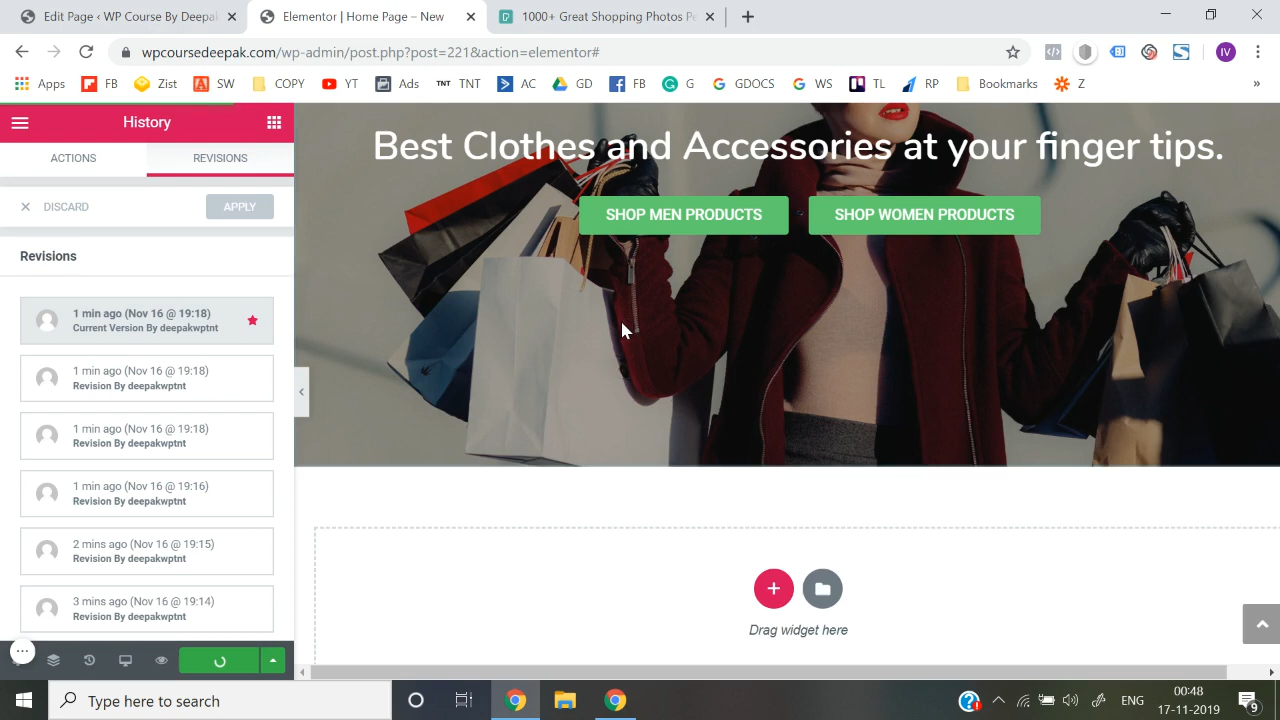 Edit Page ‹ WP Course By Deepak
Elementor | Home Page – New
1000+ Great Shopping Photos Pe
wpcoursedeepak.com/wp-admin/post.php?post=221&action=elementor#
IV
Apps
FB
Zist
SW
COPY
YT
Ads
TNT
TNT
AC
GD
FB
G
GDOCS
WS
TL
RP
Bookmarks
Z
»
History
ACTIONS
REVISIONS
DISCARD
APPLY
Revisions
1 min ago (Nov 16 @ 19:18)
Current Version By deepakwptnt
1 min ago (Nov 16 @ 19:18)
Revision By deepakwptnt
1 min ago (Nov 16 @ 19:18)
Revision By deepakwptnt
1 min ago (Nov 16 @ 19:16)
Revision By deepakwptnt
2 mins ago (Nov 16 @ 19:15)
Revision By deepakwptnt
3 mins ago (Nov 16 @ 19:14)
Revision By deepakwptnt
Best Clothes and Accessories at your finger tips.
SHOP MEN PRODUCTS
SHOP WOMEN PRODUCTS
Drag widget here
Type here to search
ENG
00:48
17-11-2019
9